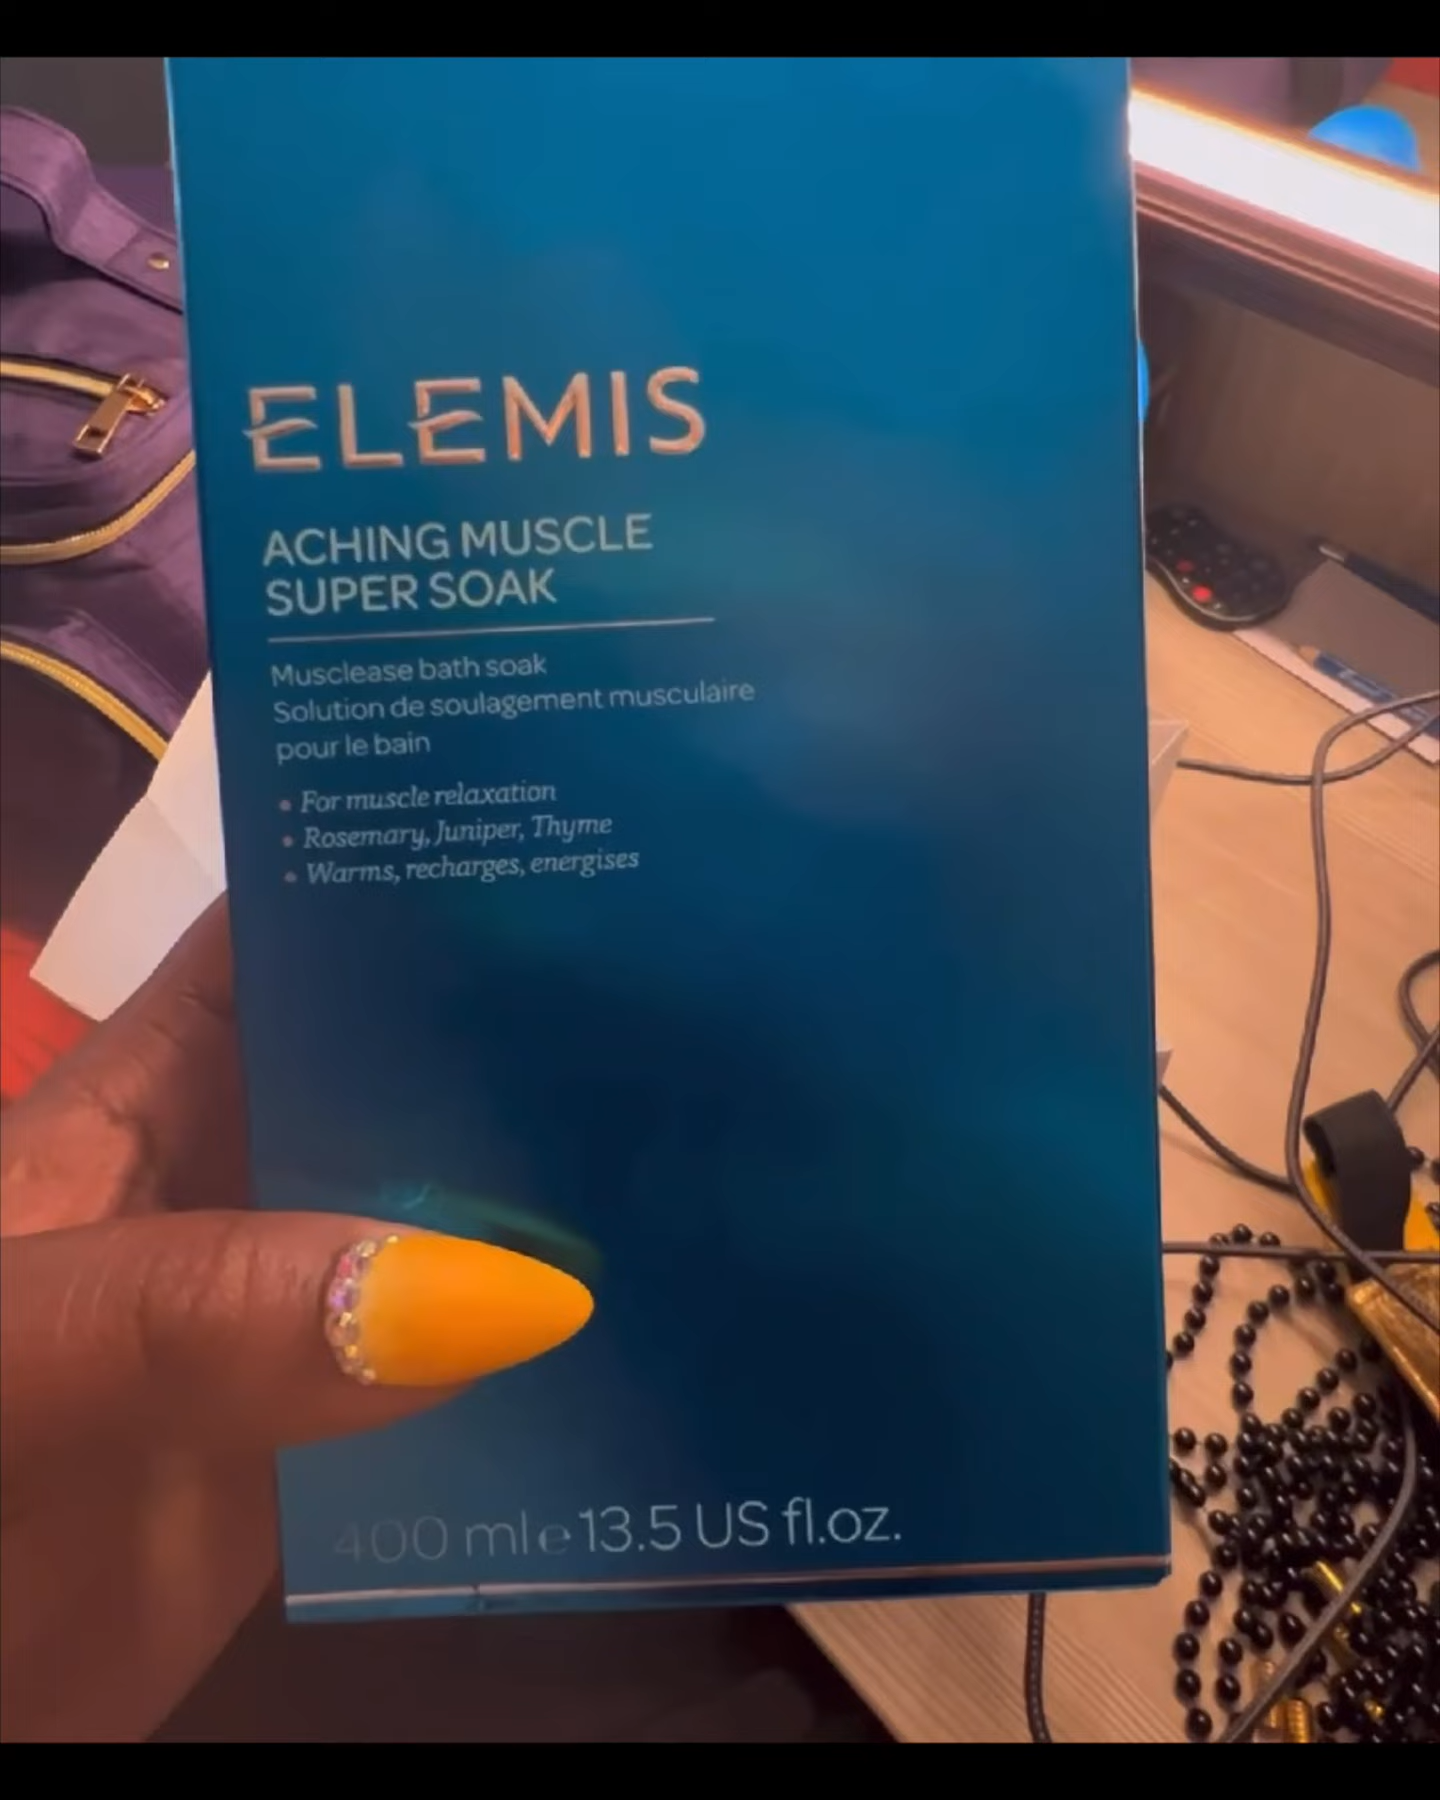 ELEMIS
ACHING MUSCLE
SUPER SOAK
Musclease bath soak
Solution de soulagement musculaire
pour le bain
• For muscle relaxation
• Rosemary, Juniper, Thyme
• Warms, recharges, energises
400 ml e 13.5 US fl.oz.